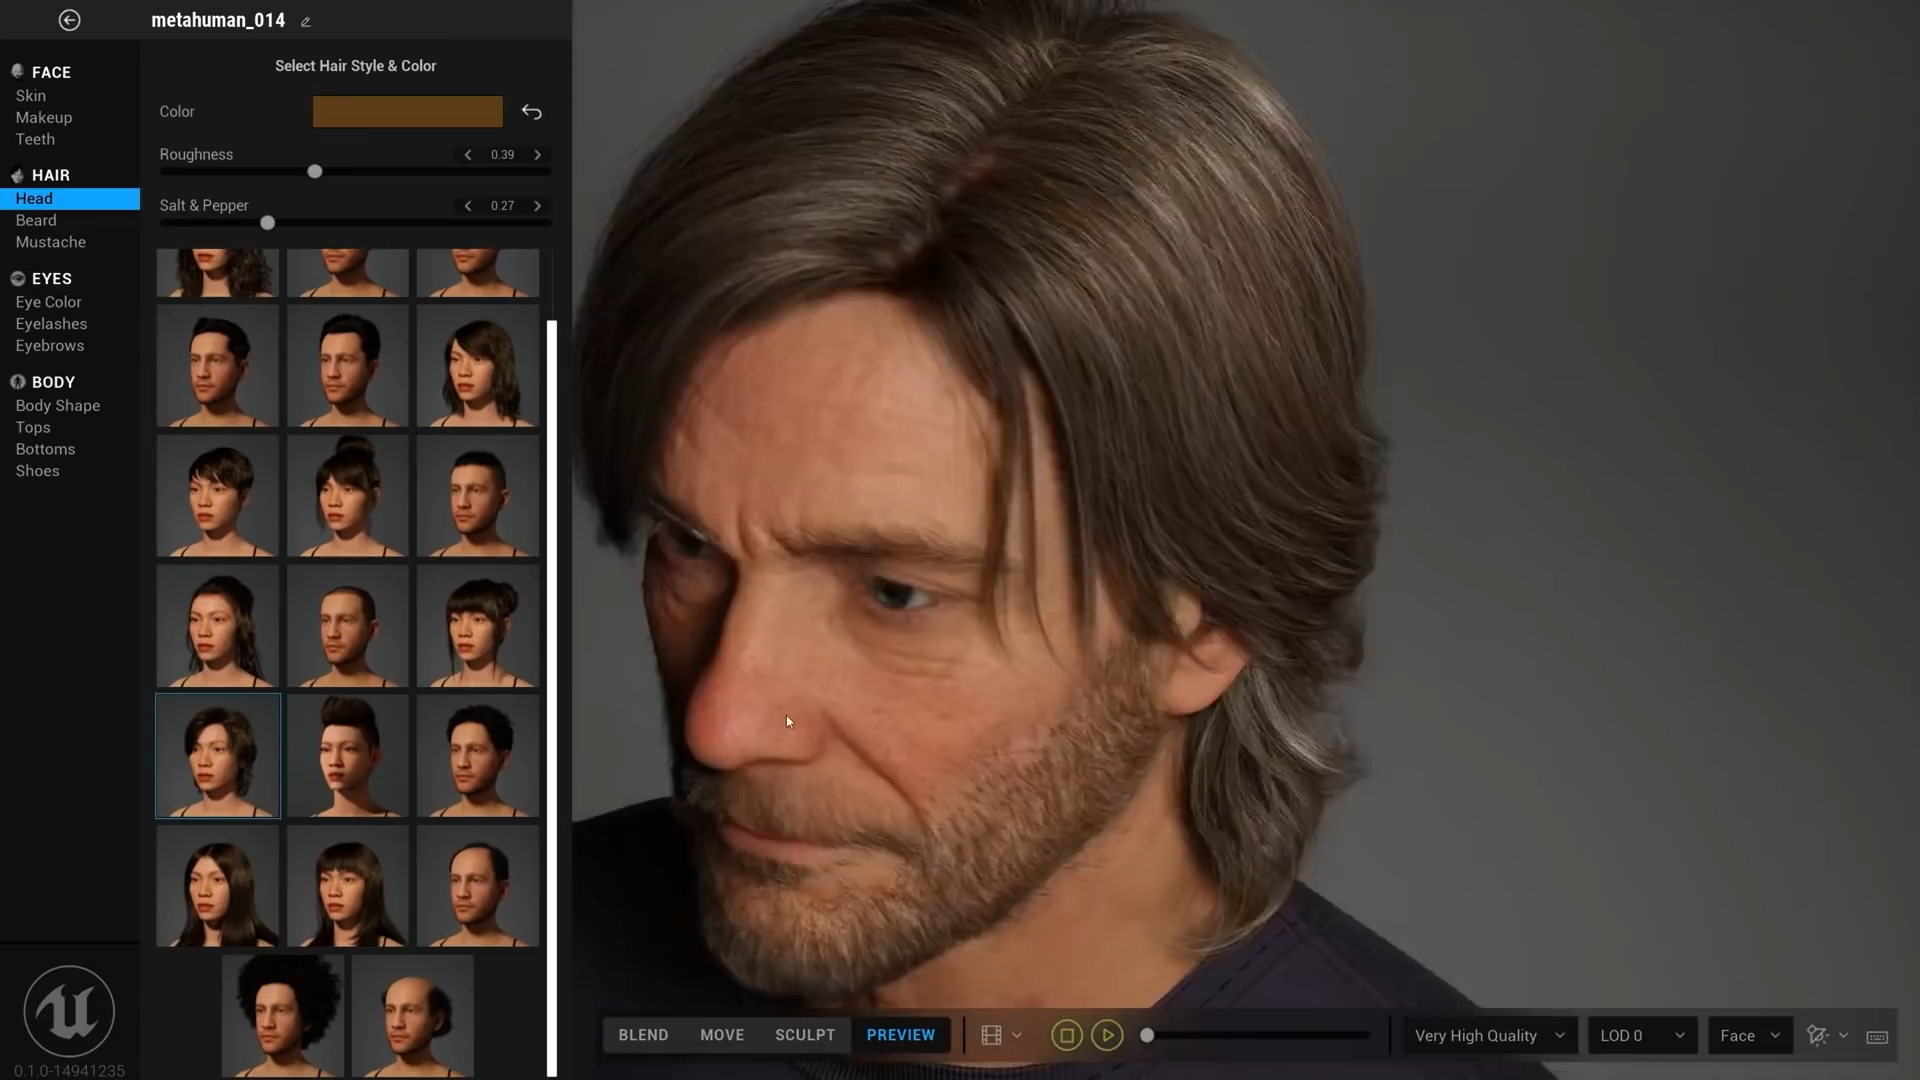 metahuman_014
FACE
Skin
Makeup
Teeth
HAIR
Head
Beard
Mustache
EYES
Eye Color
Eyelashes
Eyebrows
BODY
Body Shape
Tops
Bottoms
Shoes
0.1.0-14941235
Select Hair Style & Color
Color
Roughness 0.39
Salt & Pepper 0.27
BLEND MOVE SCULPT PREVIEW Very High Quality LOD 0 Face